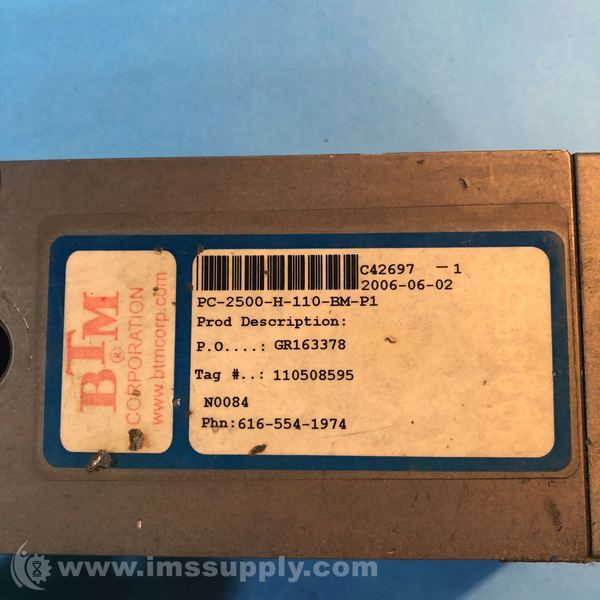 BTM
®
CORPORATION
www.btmcorp.com
C42697 -1
2006-06-02
PC-2500-H-110-BM-P1
Prod Description:
P.O....: GR163378
Tag #..: 110508595
N0084
Phn:616-554-1974
© www.imssupply.com